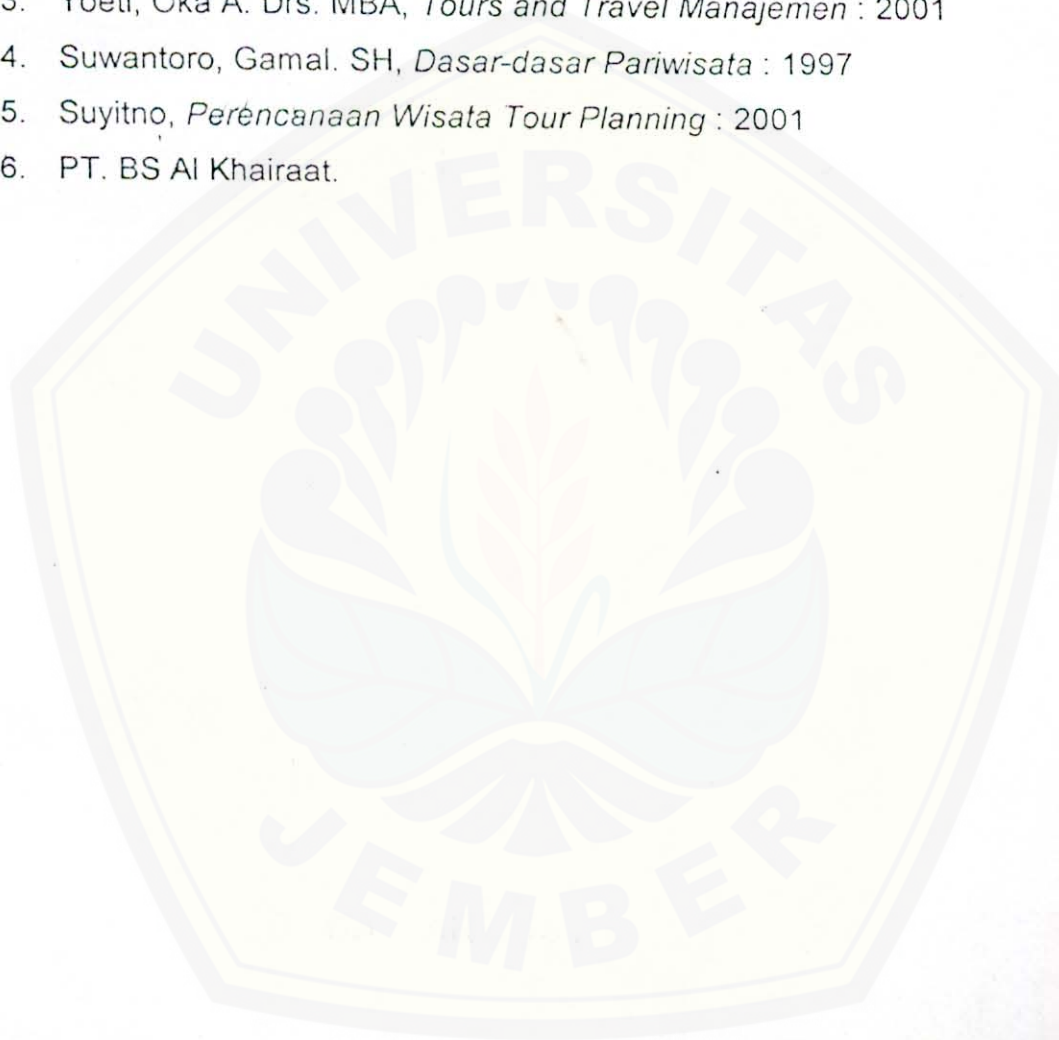 3. Yoeti, Oka A. Drs. MBA, Tours and Travel Manajemen : 2001
4. Suwantoro, Gamal. SH, Dasar-dasar Pariwisata : 1997
5. Suyitno, Perencanaan Wisata Tour Planning : 2001
6. PT. BS Al Khairaat.
UNIVERSITAS
JEMBER